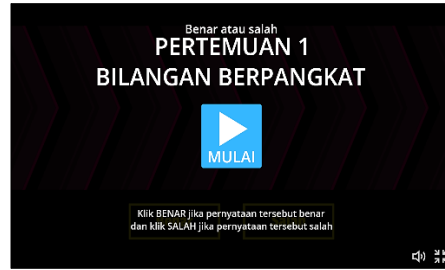 Benar atau salah
PERTEMUAN 1
BILANGAN BERPANGKAT
MULAI
Klik BENAR jika pernyataan tersebut benar
dan klik SALAH jika pernyataan tersebut salah